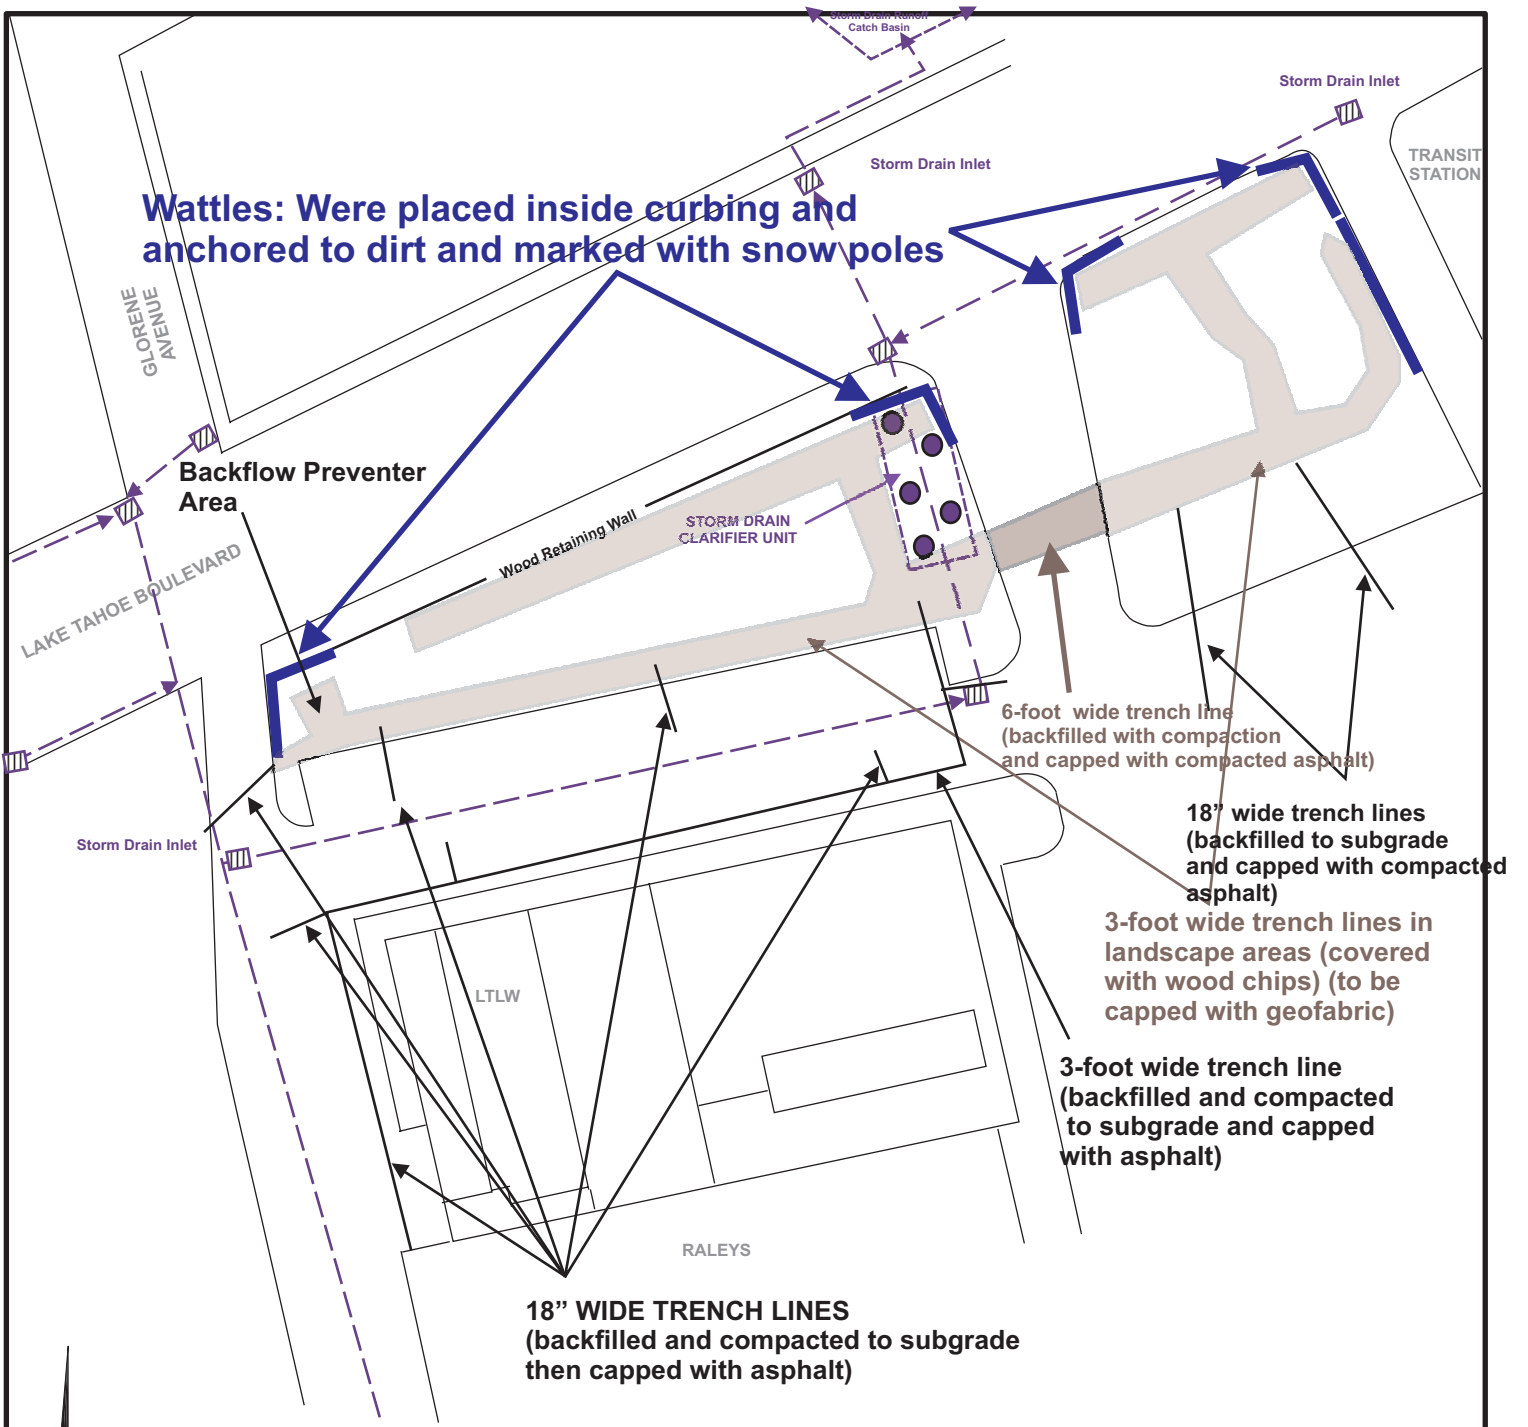 Storm Drain Runoff
Catch Basin
Storm Drain Inlet
Storm Drain Inlet
TRANSIT
STATION
Wattles: Were placed inside curbing and
anchored to dirt and marked with snow poles
GLORENE
AVENUE
Backflow Preventer
Area
Wood Retaining Wall
STORM DRAIN
CLARIFIER UNIT
LAKE TAHOE BOULEVARD
6-foot wide trench line
(backfilled with compaction
and capped with compacted asphalt)
18” wide trench lines
(backfilled to subgrade
and capped with compacted
asphalt)
Storm Drain Inlet
3-foot wide trench lines in
landscape areas (covered
with wood chips) (to be
capped with geofabric)
LTLW
3-foot wide trench line
(backfilled and compacted
to subgrade and capped
with asphalt)
RALEYS
18” WIDE TRENCH LINES
(backfilled and compacted to subgrade
then capped with asphalt)